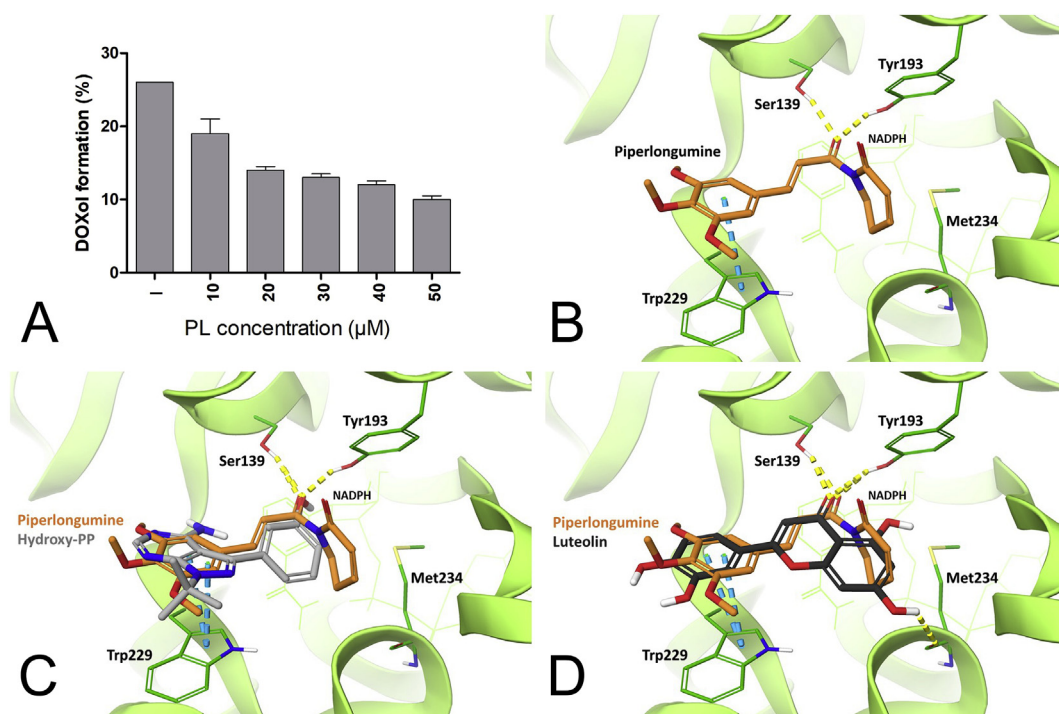 DOXol formation (%)
30
20
10
0
–
10
20
30
40
50
PL concentration (µM)
A
Tyr193
Ser139
NADPH
Piperlongumine
Met234
Trp229
B
Tyr193
Ser139
NADPH
Piperlongumine
Hydroxy-PP
Met234
Trp229
C
Tyr193
Ser139
NADPH
Piperlongumine
Luteolin
Met234
Trp229
D